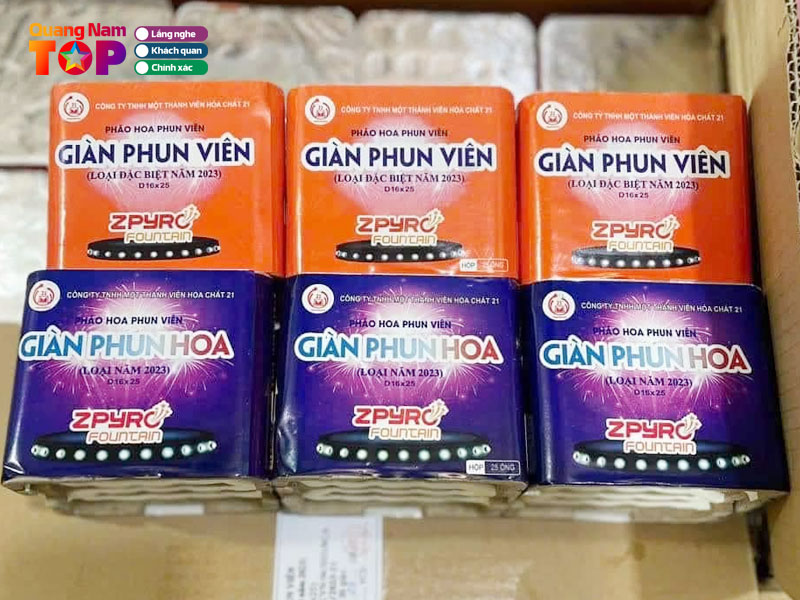 Quang Nam
TOP
Lắng nghe
Khách quan
Chính xác
CÔNG TY TNHH MỘT THÀNH VIÊN HÓA CHẤT 21
PHÁO HOA PHUN VIÊN
GIÀN PHUN VIÊN
(LOẠI ĐẶC BIỆT NĂM 2023)
D16x25
ZPYRO
FOUNTAIN
CÔNG TY TNHH MỘT THÀNH VIÊN HÓA CHẤT 21
PHÁO HOA PHUN VIÊN
GIÀN PHUN VIÊN
(LOẠI ĐẶC BIỆT NĂM 2023)
D16x25
ZPYRO
FOUNTAIN
HỘP 25 ỐNG
CÔNG TY TNHH MỘT THÀNH VIÊN HÓA CHẤT 21
PHÁO HOA PHUN VIÊN
GIÀN PHUN VIÊN
(LOẠI ĐẶC BIỆT NĂM 2023)
D16x25
ZPYRO
FOUNTAIN
CÔNG TY TNHH MỘT THÀNH VIÊN HÓA CHẤT 21
PHÁO HOA PHUN VIÊN
GIÀN PHUN HOA
(LOẠI NĂM 2023)
D16x25
ZPYRO
FOUNTAIN
CÔNG TY TNHH MỘT THÀNH VIÊN HÓA CHẤT 21
PHÁO HOA PHUN VIÊN
GIÀN PHUN HOA
(LOẠI NĂM 2023)
D16x25
ZPYRO
FOUNTAIN
HỘP 25 ỐNG
CÔNG TY TNHH MỘT THÀNH VIÊN HÓA CHẤT 21
PHÁO HOA PHUN VIÊN
GIÀN PHUN HOA
(LOẠI NĂM 2023)
D16x25
ZPYRO
FOUNTAIN